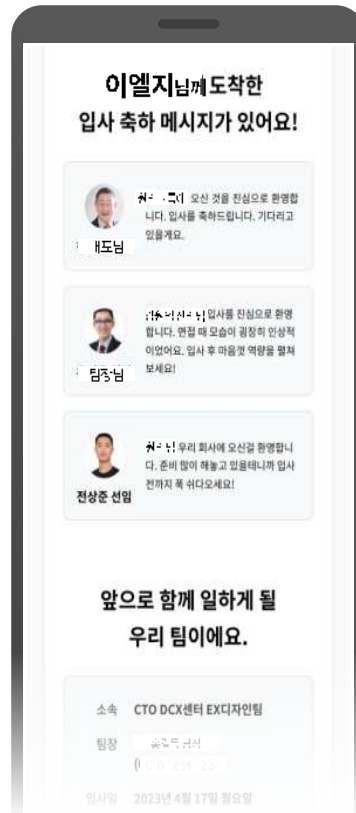 이엘지님께 도착한
입사 축하 메시지가 있어요!
오신 것을 진심으로 환영합
니다. 입사를 축하드립니다. 기다리고
있을게요.
대표님
입사를 진심으로 환영
합니다. 면접 때 모습이 굉장히 인상적
이었어요. 입사 후 마음껏 역량을 펼쳐
보세요!
팀장님
님 우리 회사에 오신걸 환영합니
다. 준비 많이 해놓고 있을테니까 입사
전까지 푹 쉬다오세요!
전상준 선임
앞으로 함께 일하게 될
우리 팀이에요.
소속 CTO DCX센터 EX디자인팀
팀장
입사일 2023년 4월 17일 월요일